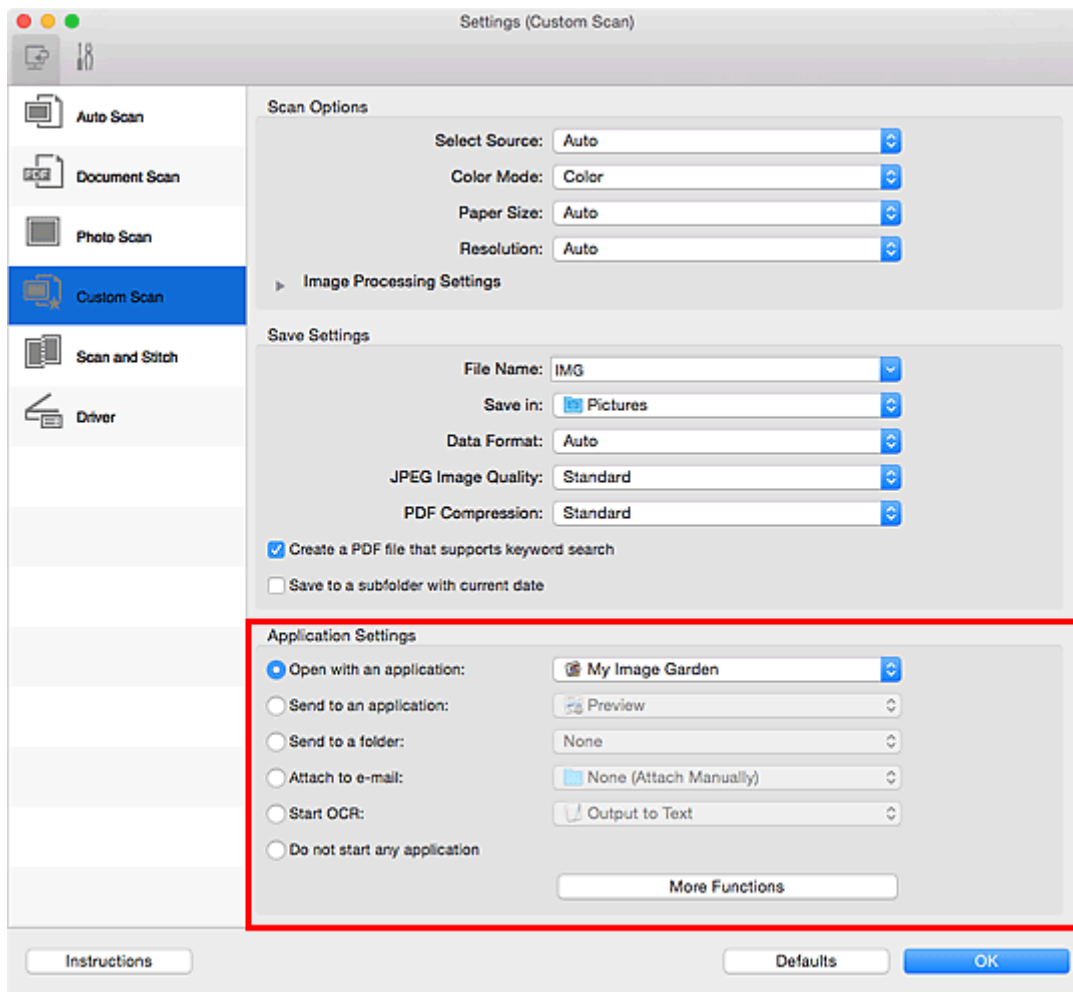 Settings (Custom Scan)
Auto Scan
PDF
Document Scan
Photo Scan
Custom Scan
Scan and Stitch
Driver
Scan Options
Select Source: Auto
Color Mode: Color
Paper Size: Auto
Resolution: Auto
Image Processing Settings
Save Settings
File Name: IMG
Save in: Pictures
Data Format: Auto
JPEG Image Quality: Standard
PDF Compression: Standard
Create a PDF file that supports keyword search
Save to a subfolder with current date
Application Settings
Open with an application: My Image Garden
Send to an application: Preview
Send to a folder: None
Attach to e-mail: None (Attach Manually)
Start OCR: Output to Text
Do not start any application
More Functions
Instructions Defaults OK